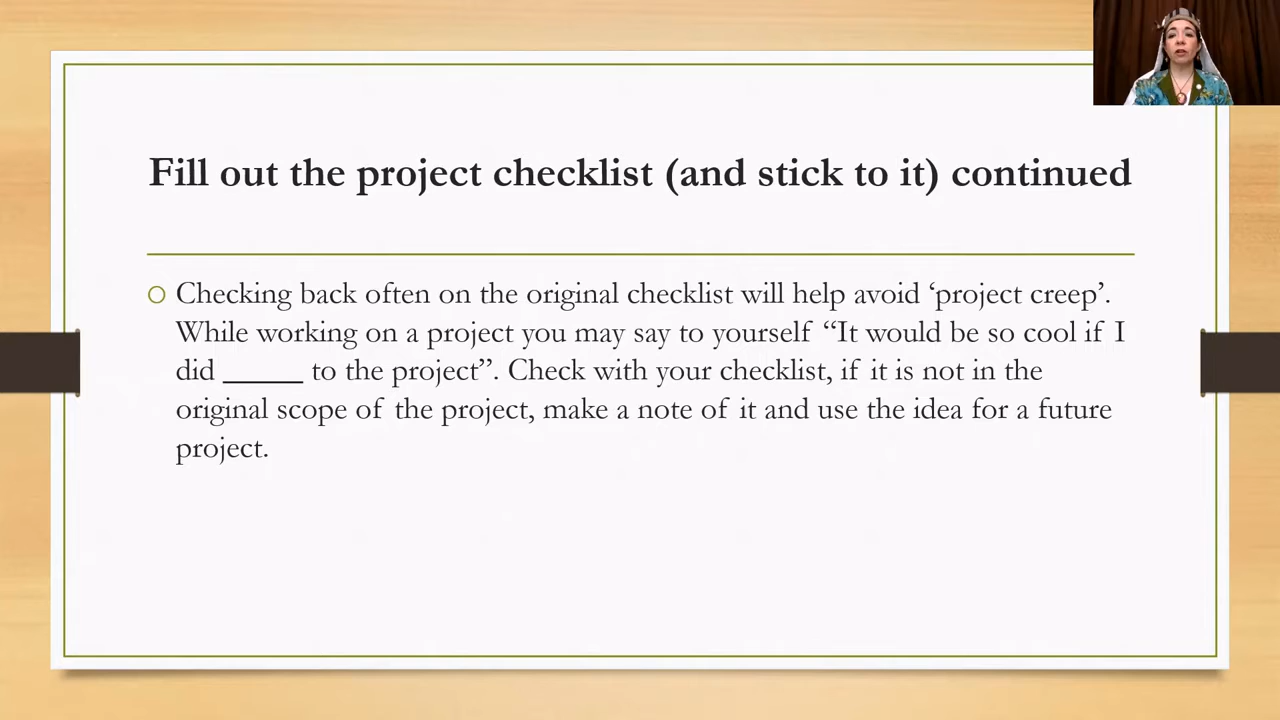 Fill out the project checklist (and stick to it) continued
Checking back often on the original checklist will help avoid ‘project creep’.
While working on a project you may say to yourself “It would be so cool if I
did _____ to the project”. Check with your checklist, if it is not in the
original scope of the project, make a note of it and use the idea for a future
project.